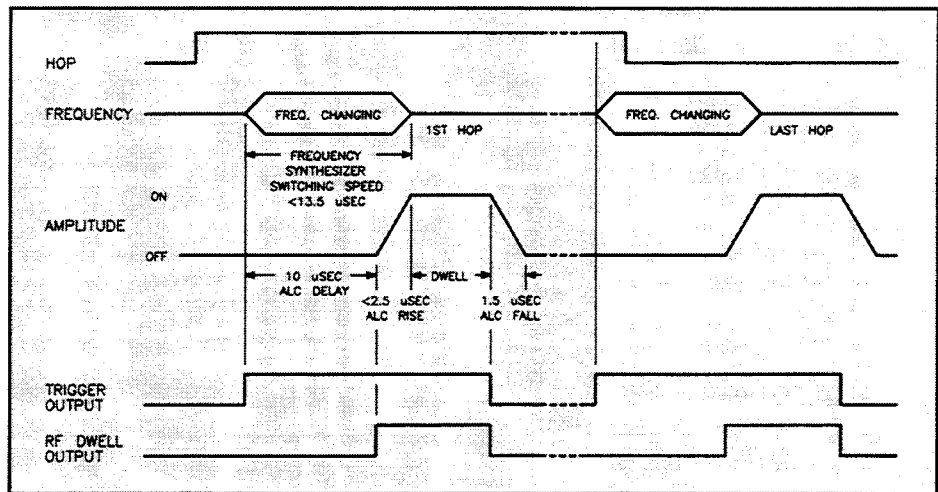 HOP
FREQUENCY
FREQ. CHANGING
1ST HOP
FREQ. CHANGING
LAST HOP
FREQUENCY
SYNTHESIZER
SWITCHING SPEED
<13.5 uSEC
ON
AMPLITUDE
OFF
10 uSEC
ALC DELAY
<2.5 uSEC
ALC RISE
DWELL
1.5 uSEC
ALC FALL
TRIGGER
OUTPUT
RF DWELL
OUTPUT